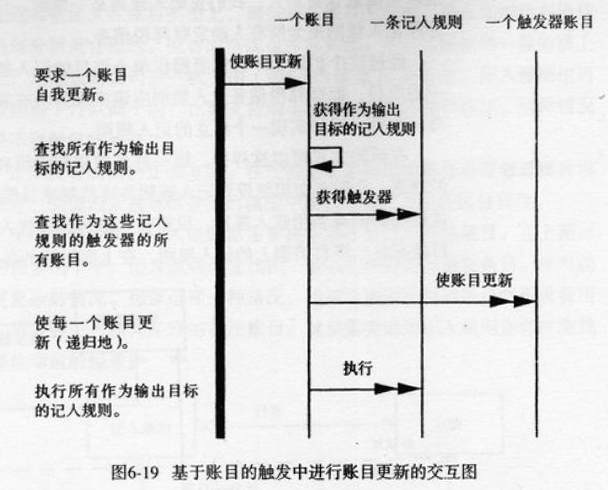 一个账目
一条记人规则
一个触发器账目
使账目更新
要求一个账目
自我更新。
获得作为输出
目标的记人规则
查找所有作为输出目
标的记人规则。
获得触发器
查找作为这些记人
规则的触发器的所
有账目。
使账目更新
使每一个账目更
新（递归地）。
执行
执行所有作为输出目标
的记人规则。
图6-19 基于账目的触发中进行账目更新的交互图